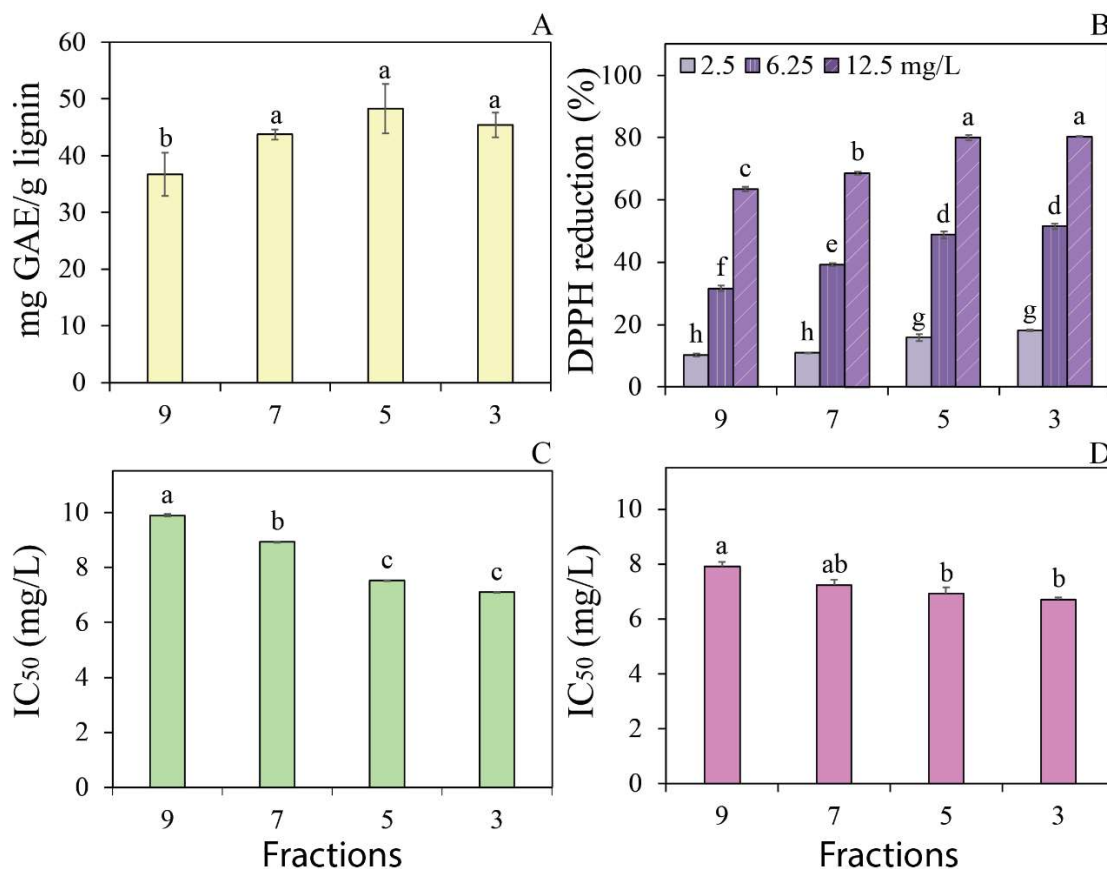 A
mg GAE/g lignin
60
50
40
30
20
10
0
b
a
a
a
9 7 5 3
B
2.5 6.25 12.5 mg/L
DPPH reduction (%)
100
80
60
40
20
0
h f c
h e b
g d a
g d a
9 7 5 3
C
IC₅₀ (mg/L)
10
8
6
4
2
0
a
b
c
c
9 7 5 3
Fractions
D
IC₅₀ (mg/L)
10
8
6
4
2
0
a
ab
b
b
9 7 5 3
Fractions